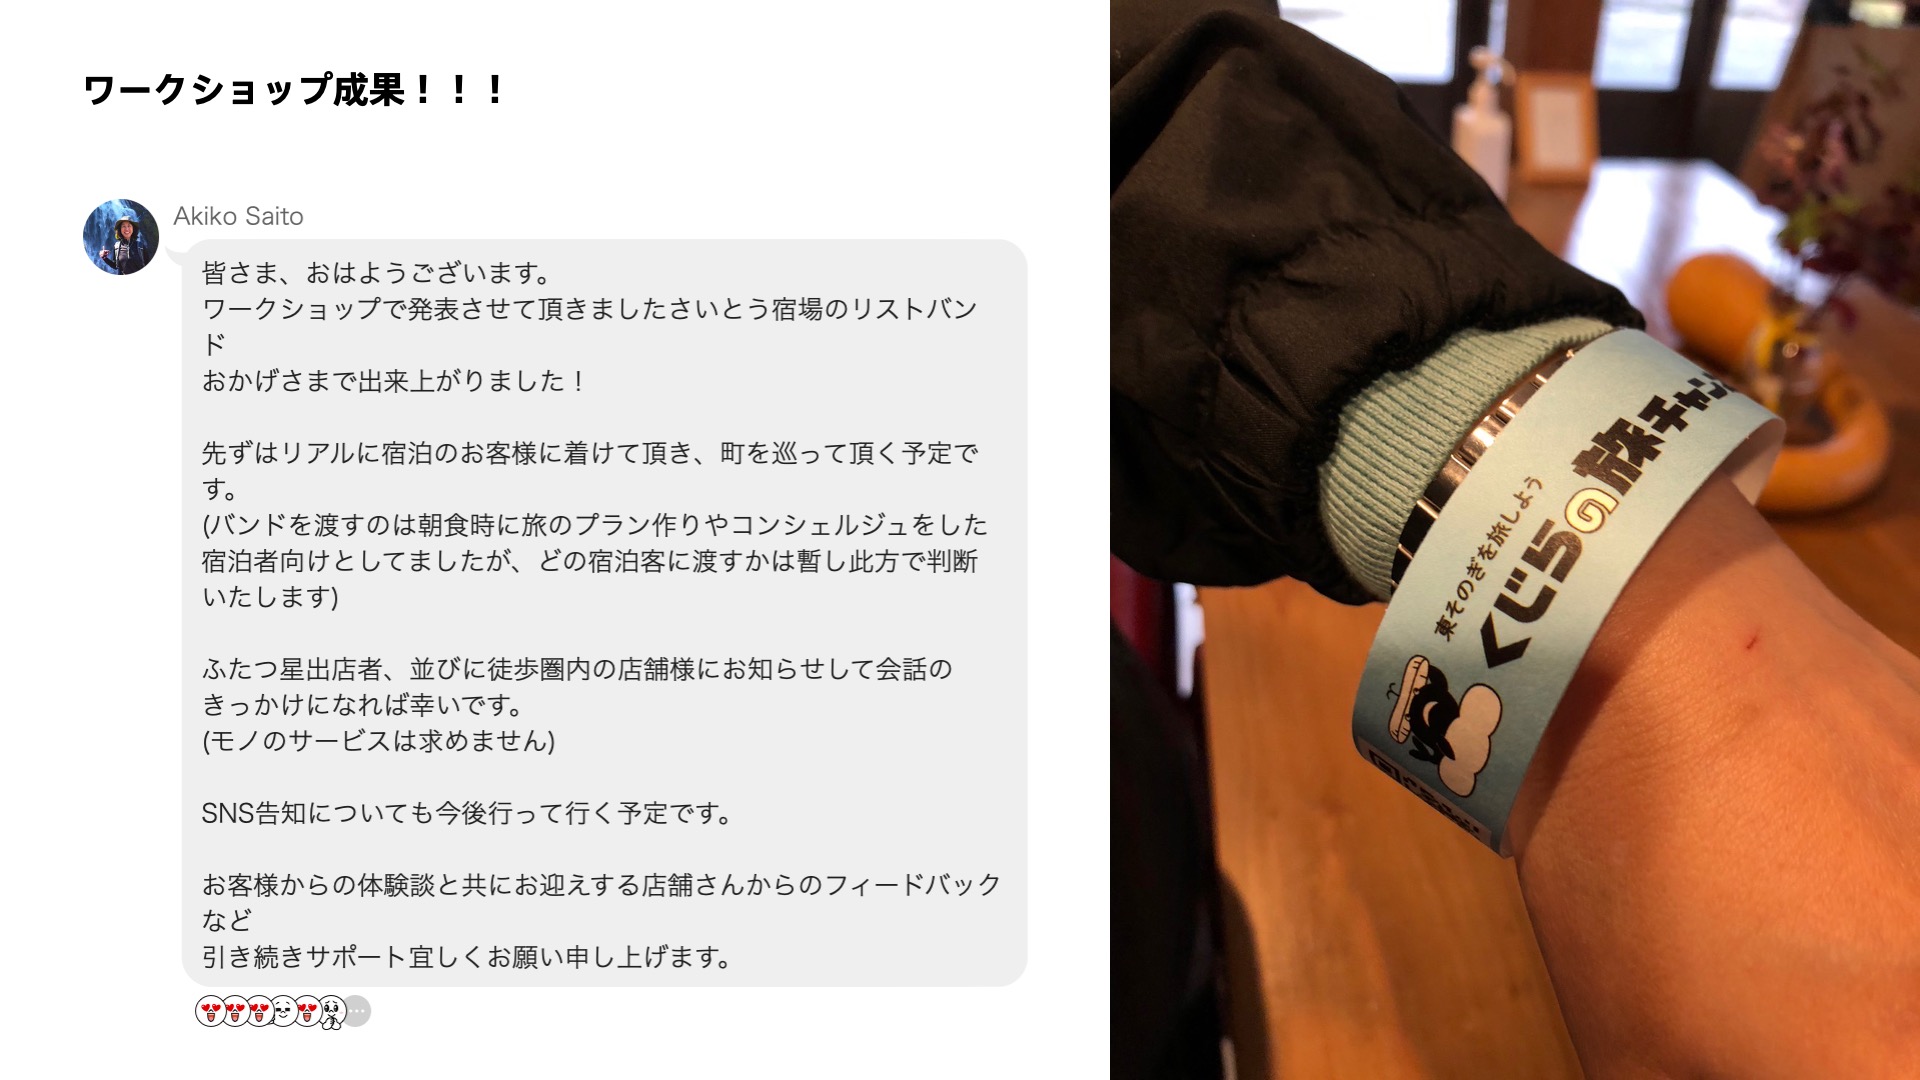 ワークショップ成果！！！
Akiko Saito
皆さま、おはようございます。
ワークショップで発表させて頂きましたさいとう宿場のリストバン
ド
おかげさまで出来上がりました！
先ずはリアルに宿泊のお客様に着けて頂き、町を巡って頂く予定で
す。
(バンドを渡すのは朝食時に旅のプラン作りやコンシェルジュをした
宿泊者向けとしてましたが、どの宿泊客に渡すかは暫し此方で判断
いたします)
ふたつ星出店者、並びに徒歩圏内の店舗様にお知らせして会話の
きっかけになれば幸いです。
(モノのサービスは求めません)
SNS告知についても今後行って行く予定です。
お客様からの体験談と共にお迎えする店舗さんからのフィードバック
など
引き続きサポート宜しくお願い申し上げます。
東そのぎを旅しよう
くじらの旅チャン